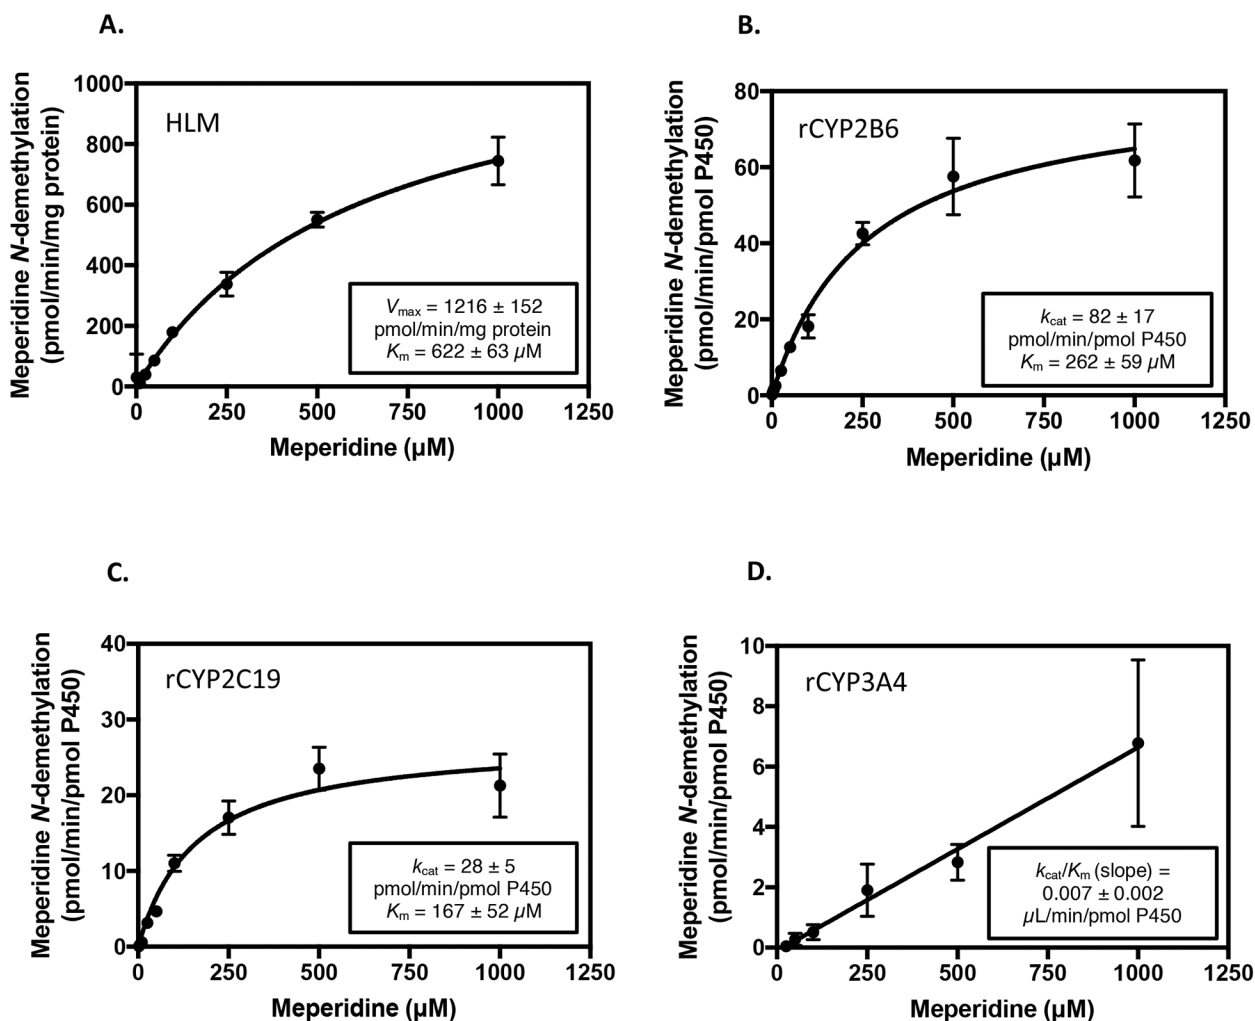 A.
Meperidine N-demethylation
(pmol/min/mg protein)
1000
800
600
400
200
0
HLM
Vmax = 1216 ± 152
pmol/min/mg protein
Km = 622 ± 63 µM
0 250 500 750 1000 1250
Meperidine (µM)
B.
Meperidine N-demethylation
(pmol/min/pmol P450)
80
60
40
20
0
rCYP2B6
kcat = 82 ± 17
pmol/min/pmol P450
Km = 262 ± 59 µM
0 250 500 750 1000 1250
Meperidine (µM)
C.
Meperidine N-demethylation
(pmol/min/pmol P450)
40
30
20
10
0
rCYP2C19
kcat = 28 ± 5
pmol/min/pmol P450
Km = 167 ± 52 µM
0 250 500 750 1000 1250
Meperidine (µM)
D.
Meperidine N-demethylation
(pmol/min/pmol P450)
10
8
6
4
2
0
rCYP3A4
kcat/Km (slope) =
0.007 ± 0.002
µL/min/pmol P450
0 250 500 750 1000 1250
Meperidine (µM)